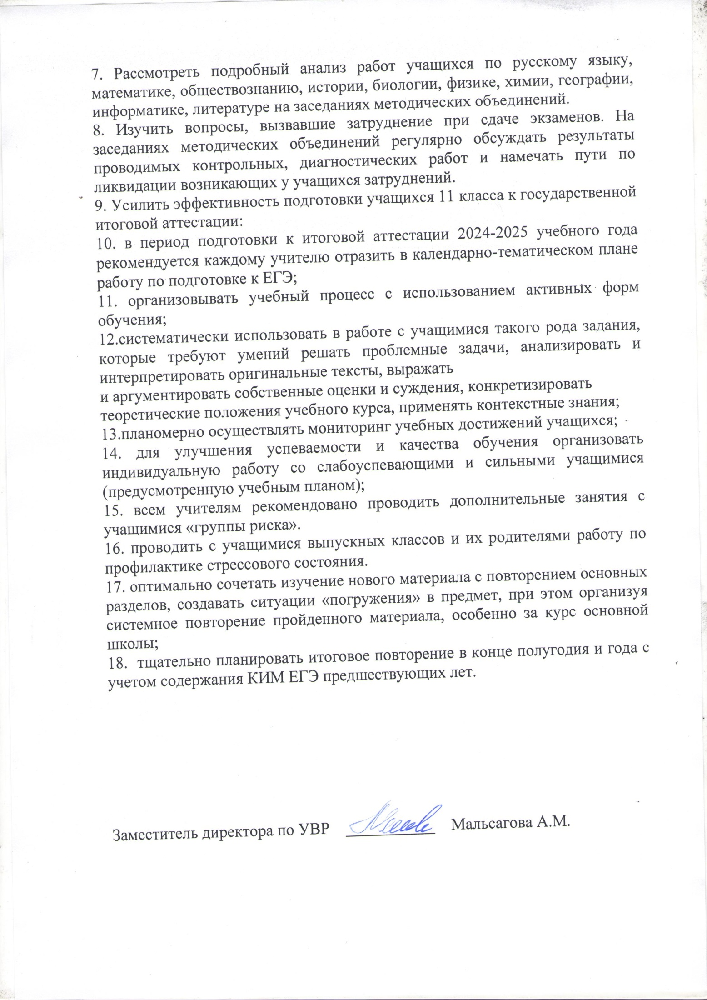 7. Рассмотреть подробный анализ работ учащихся по русскому языку,
математике, обществознанию, истории, биологии, физике, химии, географии,
информатике, литературе на заседаниях методических объединений.
8. Изучить вопросы, вызвавшие затруднение при сдаче экзаменов. На
заседаниях методических объединений регулярно обсуждать результаты
проводимых контрольных, диагностических работ и намечать пути по
ликвидации возникающих у учащихся затруднений.
9. Усилить эффективность подготовки учащихся 11 класса к государственной
итоговой аттестации:
10. в период подготовки к итоговой аттестации 2024-2025 учебного года
рекомендуется каждому учителю отразить в календарно-тематическом плане
работу по подготовке к ЕГЭ;
11. организовывать учебный процесс с использованием активных форм
обучения;
12.систематически использовать в работе с учащимися такого рода задания,
которые требуют умений решать проблемные задачи, анализировать и
интерпретировать оригинальные тексты, выражать
и аргументировать собственные оценки и суждения, конкретизировать
теоретические положения учебного курса, применять контекстные знания;
13.планомерно осуществлять мониторинг учебных достижений учащихся;
14. для улучшения успеваемости и качества обучения организовать
индивидуальную работу со слабоуспевающими и сильными учащимися
(предусмотренную учебным планом);
15. всем учителям рекомендовано проводить дополнительные занятия с
учащимися «группы риска».
16. проводить с учащимися выпускных классов и их родителями работу по
профилактике стрессового состояния.
17. оптимально сочетать изучение нового материала с повторением основных
разделов, создавать ситуации «погружения» в предмет, при этом организуя
системное повторение пройденного материала, особенно за курс основной
школы;
18. тщательно планировать итоговое повторение в конце полугодия и года с
учетом содержания КИМ ЕГЭ предшествующих лет.
Заместитель директора по УВР Мальсагова А.М.